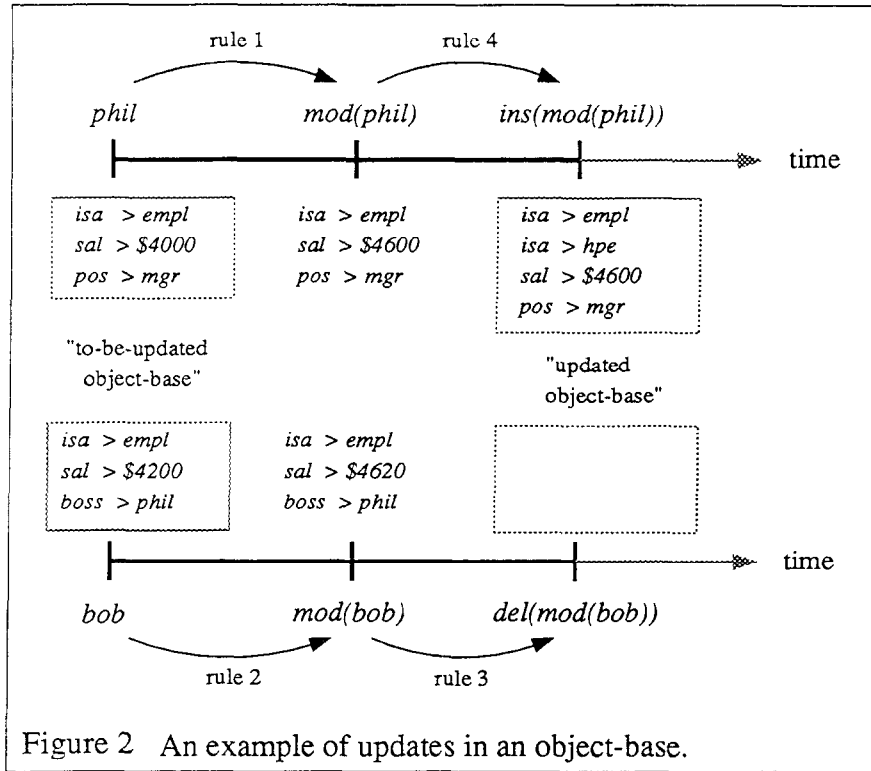 rule 1
rule 4
phil
mod(phil)
ins(mod(phil))
time
isa > empl
sal > $4000
pos > mgr
isa > empl
sal > $4600
pos > mgr
isa > empl
isa > hpe
sal > $4600
pos > mgr
"to-be-updated
object-base"
"updated
object-base"
isa > empl
sal > $4200
boss > phil
isa > empl
sal > $4620
boss > phil
time
bob
mod(bob)
del(mod(bob))
rule 2
rule 3
Figure 2 An example of updates in an object-base.